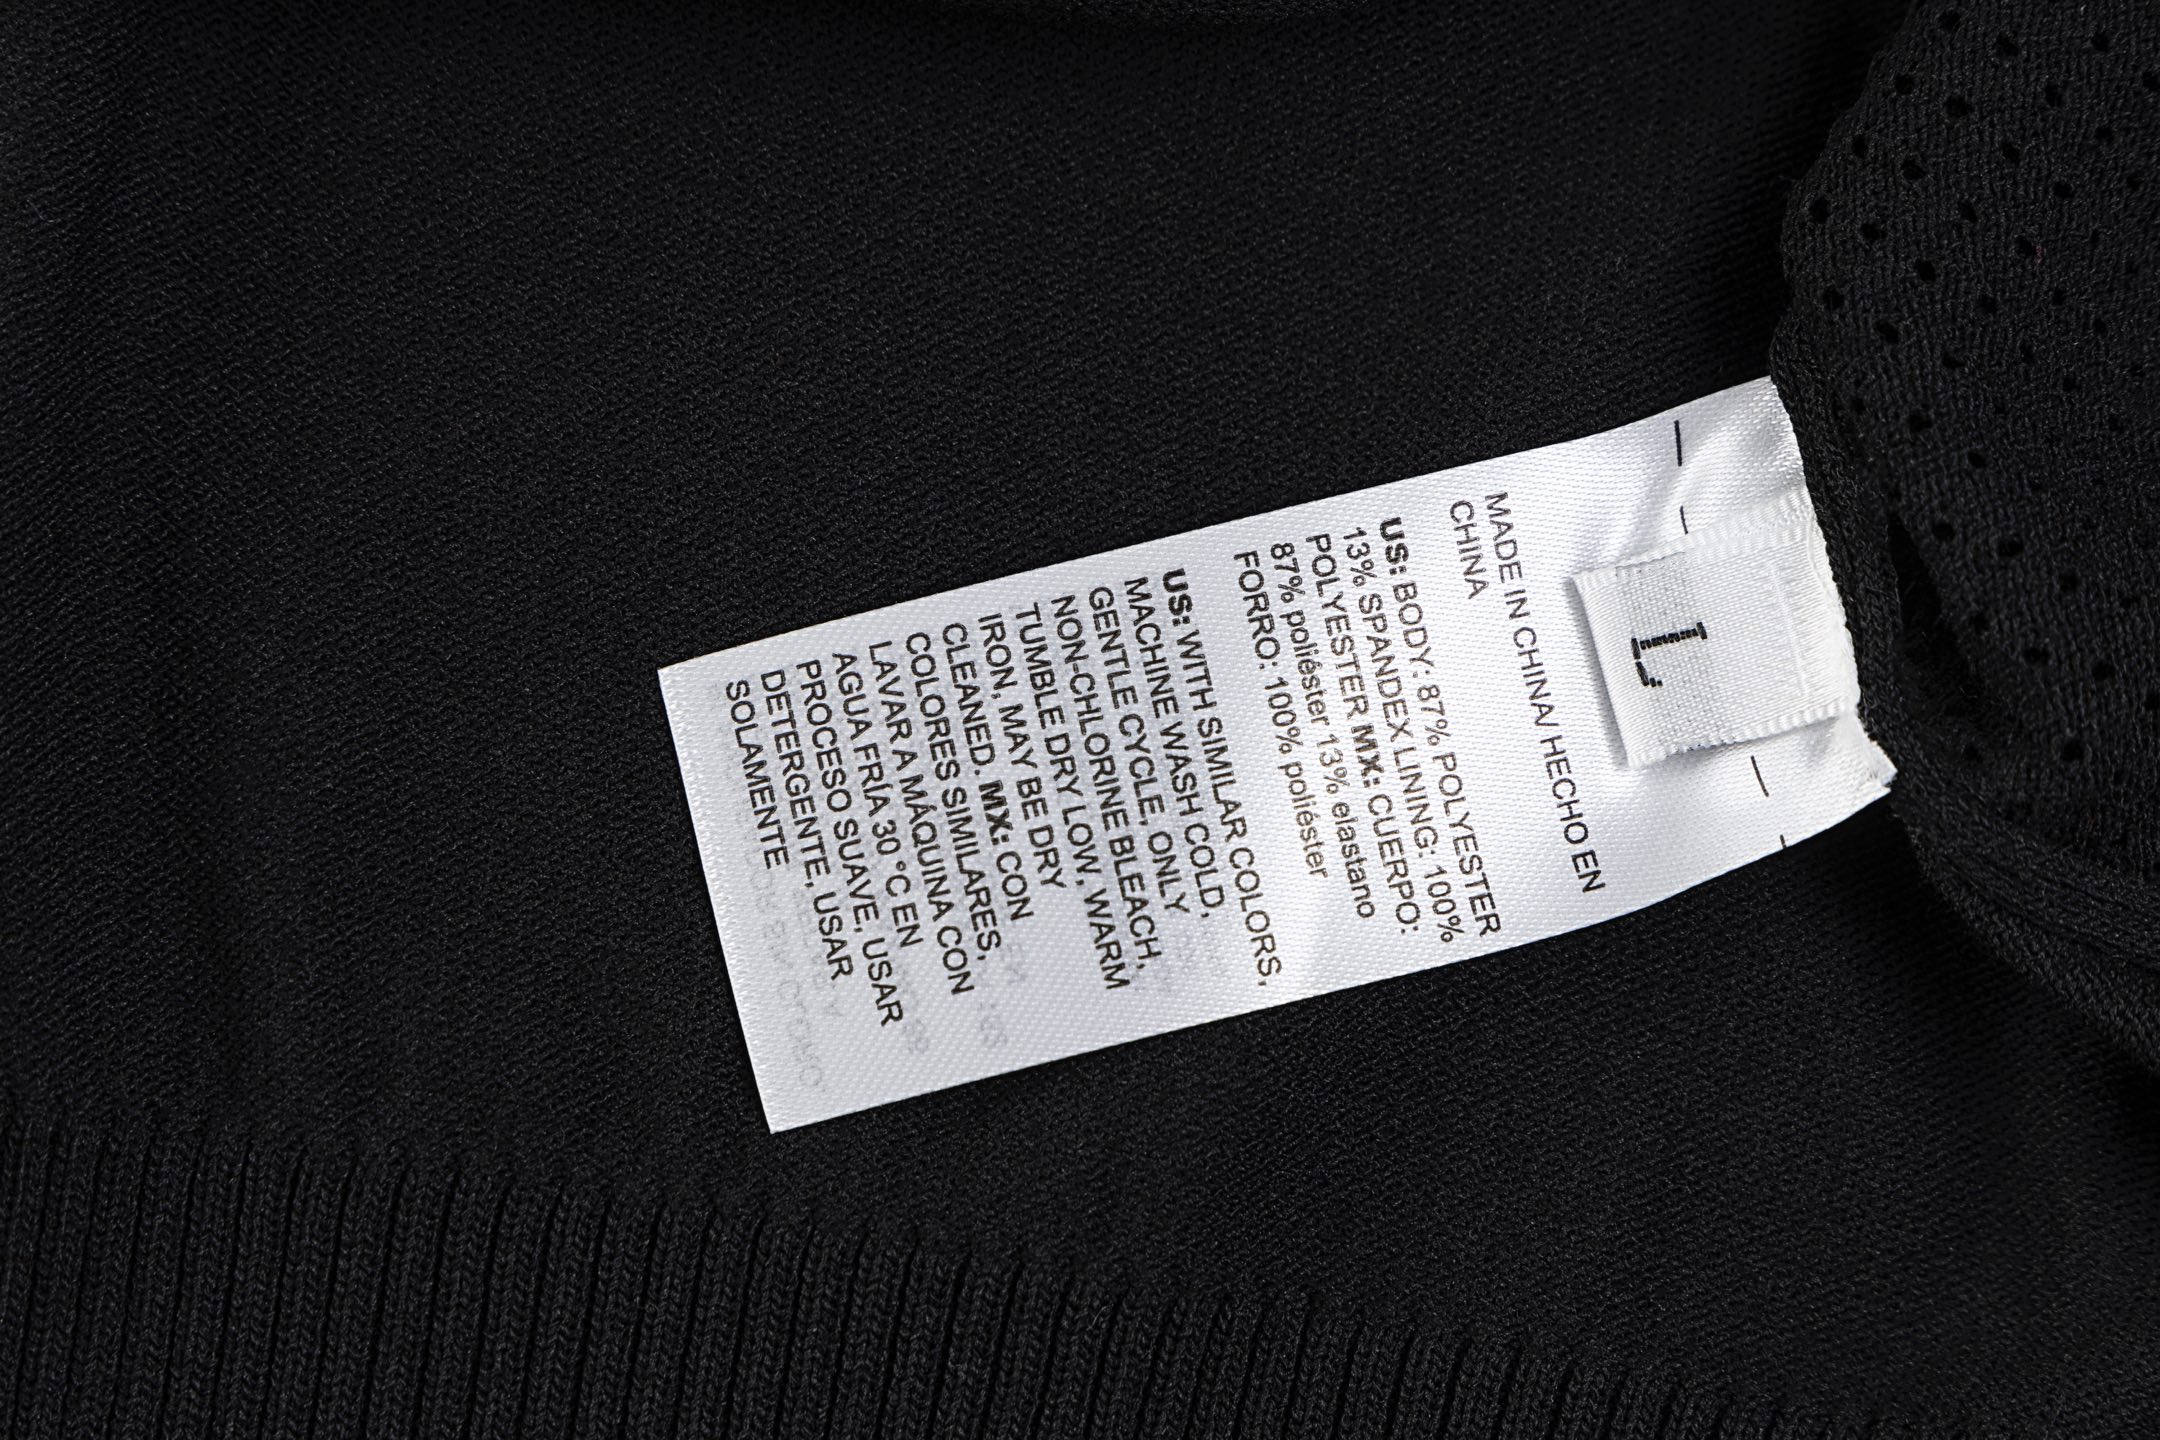 L
MADE IN CHINA/ HECHO EN
CHINA
US: BODY: 87% POLYESTER
13% SPANDEX LINING: 100%
POLYESTER MX: CUERPO:
87% poliéster 13% elastano
FORRO: 100% poliéster
US: WITH SIMILAR COLORS,
MACHINE WASH COLD,
GENTLE CYCLE, ONLY
NON-CHLORINE BLEACH,
TUMBLE DRY LOW, WARM
IRON, MAY BE DRY
CLEANED. MX: CON
COLORES SIMILARES,
LAVAR A MÁQUINA CON
AGUA FRÍA 30 °C EN
PROCESO SUAVE, USAR
DETERGENTE, USAR
SOLAMENTE